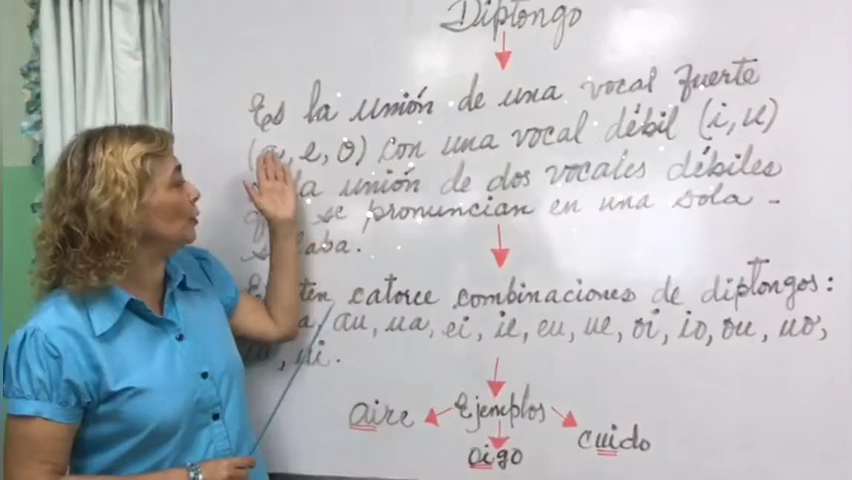 Diptongo
Es la unión de una vocal fuerte
(a, e, o) con una vocal débil (i, u)
la unión de dos vocales débiles
se pronuncian en una sola
.
catorce combinaciones de diptongos:
au, ua, ei, ie, eu, ue, oi, io, ou, uo,
ui.
aire Ejemplos cuido
oigo